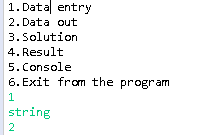 1.Data entry
2.Data out
3.Solution
4.Result
5.Console
6.Exit from the program
1
string
2